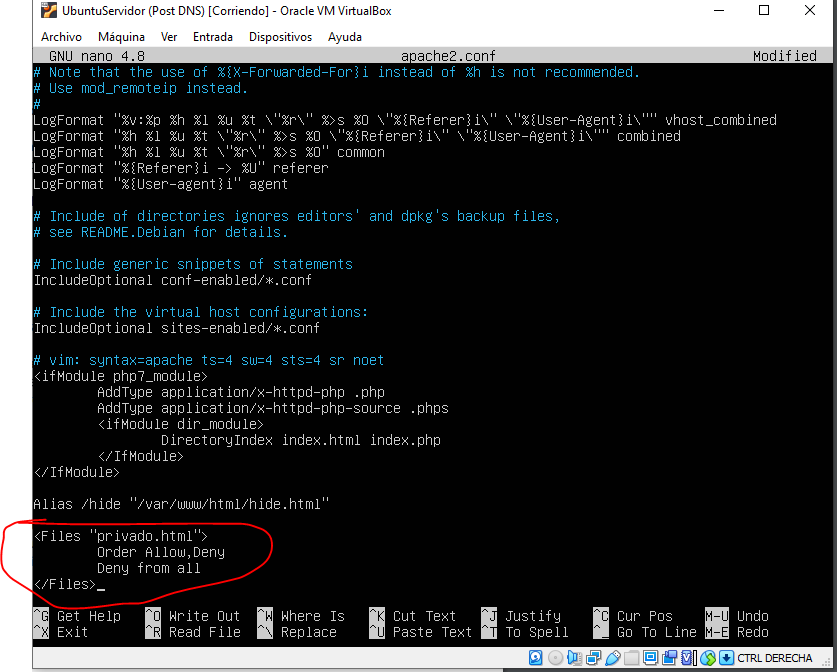 UbuntuServidor (Post DNS) [Corriendo] - Oracle VM VirtualBox
Archivo Máquina Ver Entrada Dispositivos Ayuda
GNU nano 4.8 apache2.conf Modified
# Note that the use of %{X-Forwarded-For}i instead of %h is not recommended.
# Use mod_remoteip instead.
#
LogFormat "%v:%p %h %l %u %t \"%r\" %>s %O \"%{Referer}i\" \"%{User-Agent}i\"" vhost_combined
LogFormat "%h %l %u %t \"%r\" %>s %O \"%{Referer}i\" \"%{User-Agent}i\"" combined
LogFormat "%h %l %u %t \"%r\" %>s %O" common
LogFormat "%{Referer}i -> %U" referer
LogFormat "%{User-agent}i" agent
# Include of directories ignores editors' and dpkg's backup files,
# see README.Debian for details.
# Include generic snippets of statements
IncludeOptional conf-enabled/*.conf
# Include the virtual host configurations:
IncludeOptional sites-enabled/*.conf
# vim: syntax=apache ts=4 sw=4 sts=4 sr noet
<ifModule php7_module>
AddType application/x-httpd-php .php
AddType application/x-httpd-php-source .phps
<ifModule dir_module>
DirectoryIndex index.html index.php
</IfModule>
</IfModule>
Alias /hide "/var/www/html/hide.html"
<Files "privado.html">
Order Allow,Deny
Deny from all
</Files>_
^G Get Help ^O Write Out ^W Where Is ^K Cut Text ^J Justify ^C Cur Pos M-U Undo
^X Exit ^R Read File ^\ Replace ^U Paste Text ^T To Spell ^_ Go To Line M-E Redo
CTRL DERECHA